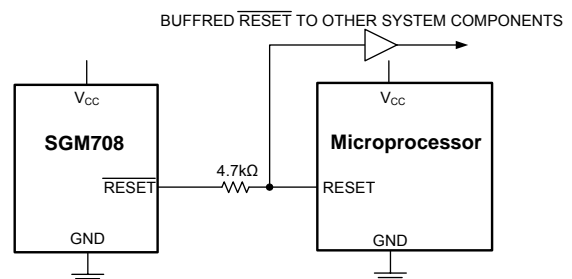 BUFFRED RESET TO OTHER SYSTEM COMPONENTS
VCC
VCC
SGM708
Microprocessor
4.7kΩ
RESET
RESET
GND
GND